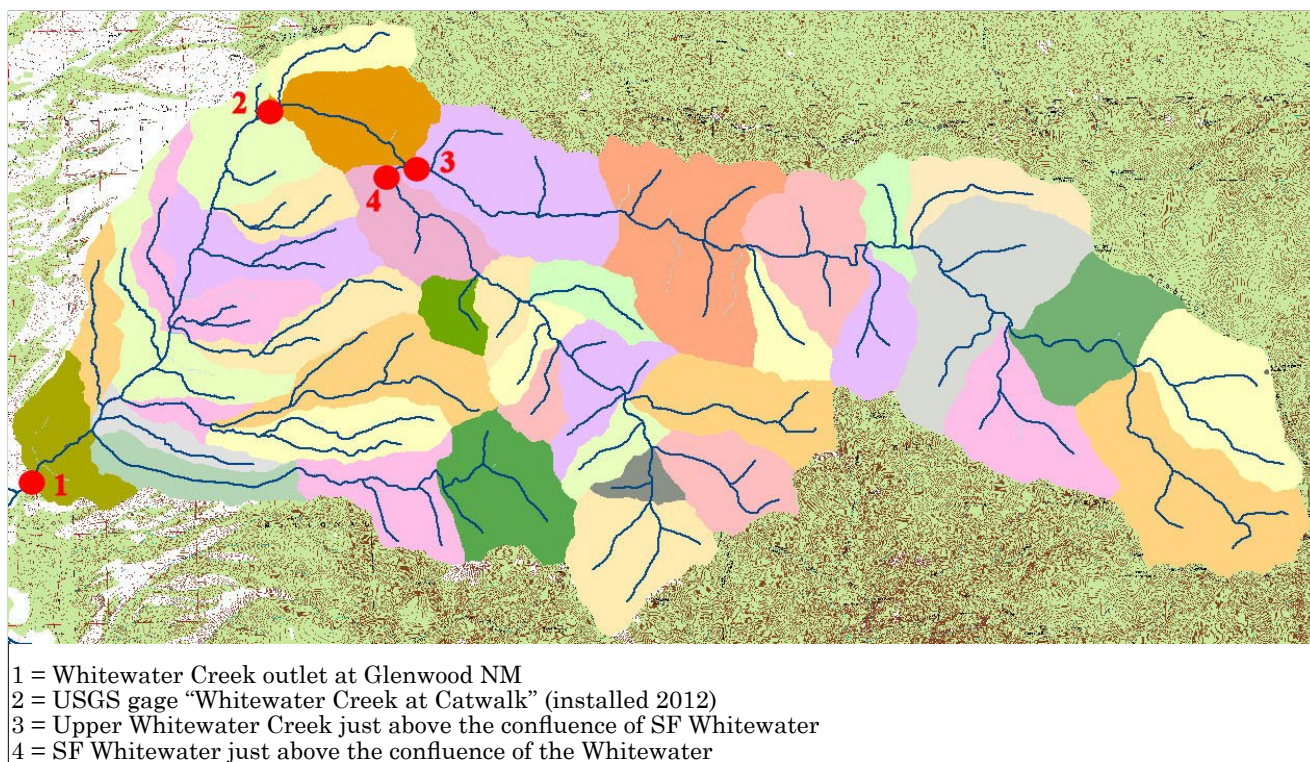 2
3
4
1
1 = Whitewater Creek outlet at Glenwood NM
2 = USGS gage “Whitewater Creek at Catwalk” (installed 2012)
3 = Upper Whitewater Creek just above the confluence of SF Whitewater
4 = SF Whitewater just above the confluence of the Whitewater